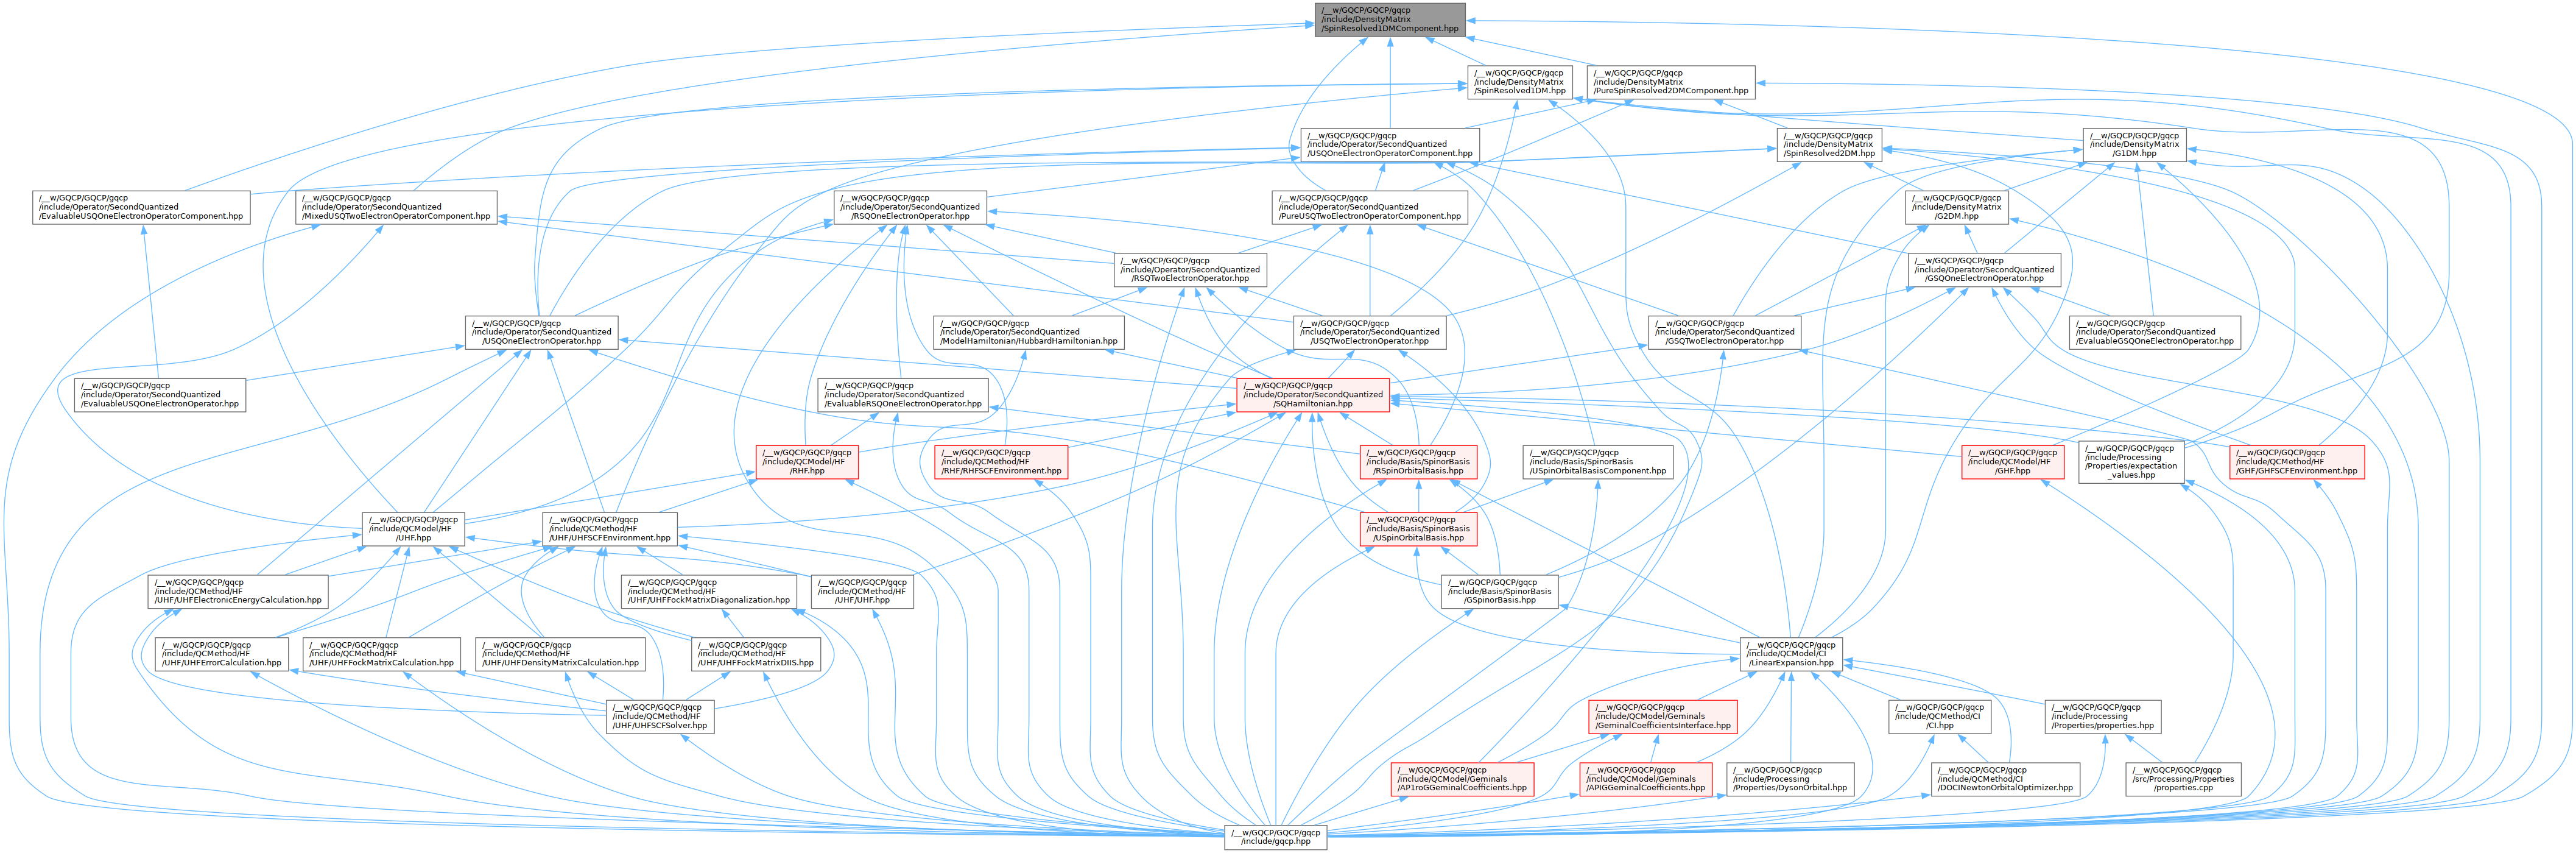 /__w/GQCP/GQCP/gqcp
/include/DensityMatrix
/SpinResolved1DMComponent.hpp
/__w/GQCP/GQCP/gqcp
/include/DensityMatrix
/SpinResolved1DM.hpp
/__w/GQCP/GQCP/gqcp
/include/DensityMatrix
/PureSpinResolved2DMComponent.hpp
/__w/GQCP/GQCP/gqcp
/include/Operator/SecondQuantized
/USQOneElectronOperatorComponent.hpp
/__w/GQCP/GQCP/gqcp
/include/DensityMatrix
/SpinResolved2DM.hpp
/__w/GQCP/GQCP/gqcp
/include/DensityMatrix
/G1DM.hpp
/__w/GQCP/GQCP/gqcp
/include/Operator/SecondQuantized
/EvaluableUSQOneElectronOperatorComponent.hpp
/__w/GQCP/GQCP/gqcp
/include/Operator/SecondQuantized
/MixedUSQTwoElectronOperatorComponent.hpp
/__w/GQCP/GQCP/gqcp
/include/Operator/SecondQuantized
/RSQOneElectronOperator.hpp
/__w/GQCP/GQCP/gqcp
/include/Operator/SecondQuantized
/PureUSQTwoElectronOperatorComponent.hpp
/__w/GQCP/GQCP/gqcp
/include/DensityMatrix
/G2DM.hpp
/__w/GQCP/GQCP/gqcp
/include/Operator/SecondQuantized
/RSQTwoElectronOperator.hpp
/__w/GQCP/GQCP/gqcp
/include/Operator/SecondQuantized
/GSQOneElectronOperator.hpp
/__w/GQCP/GQCP/gqcp
/include/Operator/SecondQuantized
/USQOneElectronOperator.hpp
/__w/GQCP/GQCP/gqcp
/include/Operator/SecondQuantized
/ModelHamiltonian/HubbardHamiltonian.hpp
/__w/GQCP/GQCP/gqcp
/include/Operator/SecondQuantized
/USQTwoElectronOperator.hpp
/__w/GQCP/GQCP/gqcp
/include/Operator/SecondQuantized
/GSQTwoElectronOperator.hpp
/__w/GQCP/GQCP/gqcp
/include/Operator/SecondQuantized
/EvaluableGSQOneElectronOperator.hpp
/__w/GQCP/GQCP/gqcp
/include/Operator/SecondQuantized
/EvaluableUSQOneElectronOperator.hpp
/__w/GQCP/GQCP/gqcp
/include/Operator/SecondQuantized
/EvaluableRSQOneElectronOperator.hpp
/__w/GQCP/GQCP/gqcp
/include/Operator/SecondQuantized
/SQHamiltonian.hpp
/__w/GQCP/GQCP/gqcp
/include/QCModel/HF
/RHF.hpp
/__w/GQCP/GQCP/gqcp
/include/QCMethod/HF
/RHF/RHFSCFEnvironment.hpp
/__w/GQCP/GQCP/gqcp
/include/Basis/SpinorBasis
/RSpinOrbitalBasis.hpp
/__w/GQCP/GQCP/gqcp
/include/Basis/SpinorBasis
/USpinOrbitalBasisComponent.hpp
/__w/GQCP/GQCP/gqcp
/include/QCModel/HF
/GHF.hpp
/__w/GQCP/GQCP/gqcp
/include/Processing
/Properties/expectation
_values.hpp
/__w/GQCP/GQCP/gqcp
/include/QCMethod/HF
/GHF/GHFSCFEnvironment.hpp
/__w/GQCP/GQCP/gqcp
/include/QCModel/HF
/UHF.hpp
/__w/GQCP/GQCP/gqcp
/include/QCMethod/HF
/UHF/UHFSCFEnvironment.hpp
/__w/GQCP/GQCP/gqcp
/include/Basis/SpinorBasis
/USpinOrbitalBasis.hpp
/__w/GQCP/GQCP/gqcp
/include/QCMethod/HF
/UHF/UHFElectronicEnergyCalculation.hpp
/__w/GQCP/GQCP/gqcp
/include/QCMethod/HF
/UHF/UHFFockMatrixDiagonalization.hpp
/__w/GQCP/GQCP/gqcp
/include/QCMethod/HF
/UHF/UHF.hpp
/__w/GQCP/GQCP/gqcp
/include/Basis/SpinorBasis
/GSpinorBasis.hpp
/__w/GQCP/GQCP/gqcp
/include/QCMethod/HF
/UHF/UHFErrorCalculation.hpp
/__w/GQCP/GQCP/gqcp
/include/QCMethod/HF
/UHF/UHFFockMatrixCalculation.hpp
/__w/GQCP/GQCP/gqcp
/include/QCMethod/HF
/UHF/UHFDensityMatrixCalculation.hpp
/__w/GQCP/GQCP/gqcp
/include/QCMethod/HF
/UHF/UHFFockMatrixDIIS.hpp
/__w/GQCP/GQCP/gqcp
/include/QCModel/CI
/LinearExpansion.hpp
/__w/GQCP/GQCP/gqcp
/include/QCMethod/HF
/UHF/UHFSCFSolver.hpp
/__w/GQCP/GQCP/gqcp
/include/QCModel/Geminals
/GeminalCoefficientsInterface.hpp
/__w/GQCP/GQCP/gqcp
/include/QCMethod/CI
/CI.hpp
/__w/GQCP/GQCP/gqcp
/include/Processing
/Properties/properties.hpp
/__w/GQCP/GQCP/gqcp
/include/QCModel/Geminals
/AP1roGGeminalCoefficients.hpp
/__w/GQCP/GQCP/gqcp
/include/QCModel/Geminals
/APIGGeminalCoefficients.hpp
/__w/GQCP/GQCP/gqcp
/include/Processing
/Properties/DysonOrbital.hpp
/__w/GQCP/GQCP/gqcp
/include/QCMethod/CI
/DOCINewtonOrbitalOptimizer.hpp
/__w/GQCP/GQCP/gqcp
/src/Processing/Properties
/properties.cpp
/__w/GQCP/GQCP/gqcp
/include/gqcp.hpp